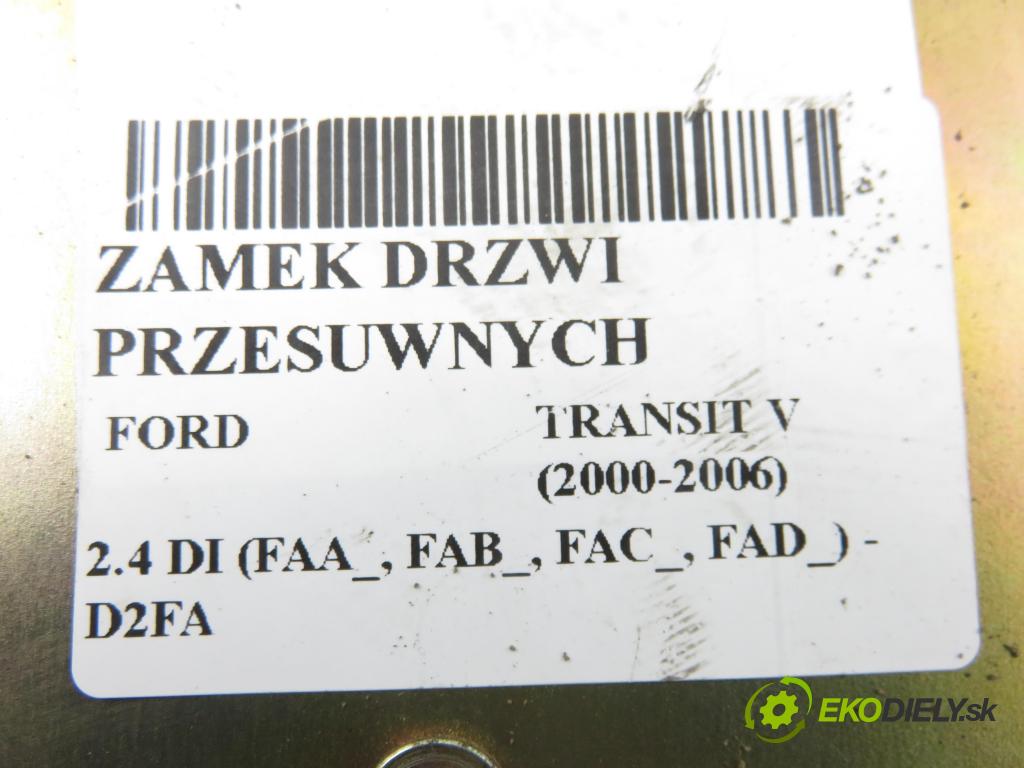 ZAMEK DRZWI
PRZESUWNYCH
FORD TRANSIT V
(2000-2006)
2.4 DI (FAA_, FAB_, FAC_, FAD_) -
D2FA
EKODIELY.sk